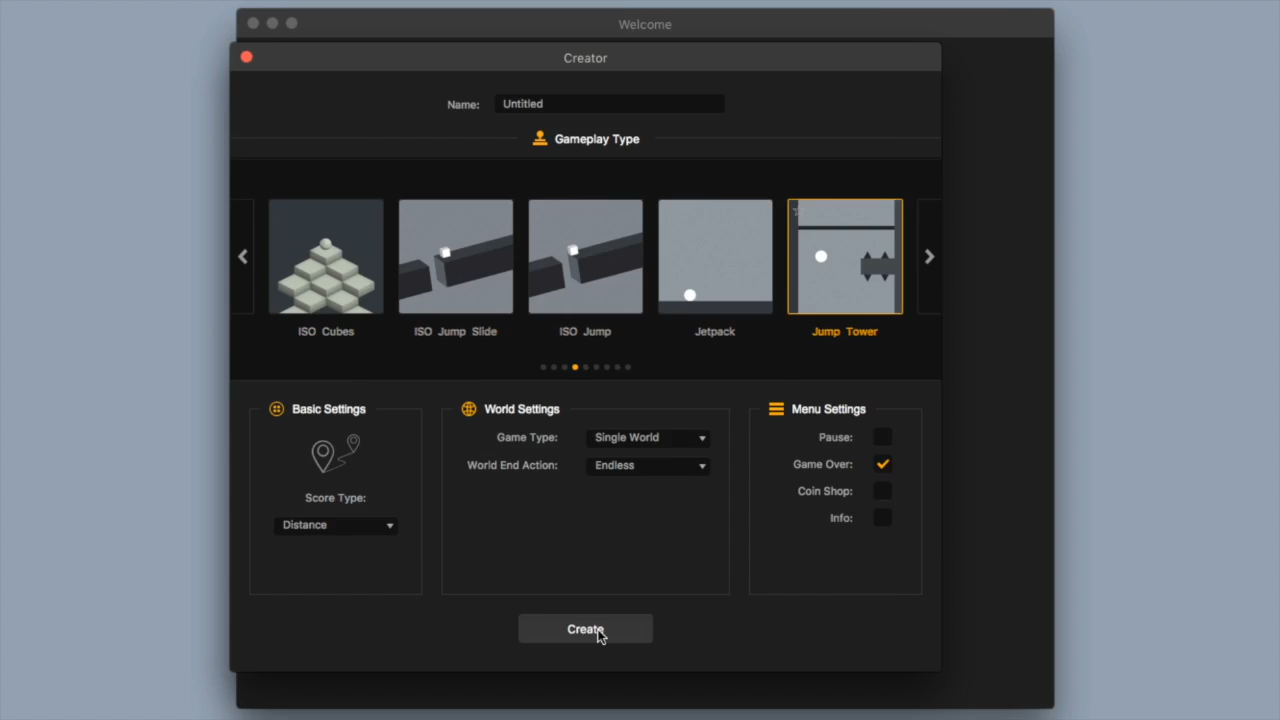 Welcome
Creator
Name: Untitled
Gameplay Type
ISO Cubes ISO Jump Slide ISO Jump Jetpack Jump Tower
Basic Settings
Score Type:
Distance
World Settings
Game Type: Single World
World End Action: Endless
Menu Settings
Pause:
Game Over:
Coin Shop:
Info:
Create